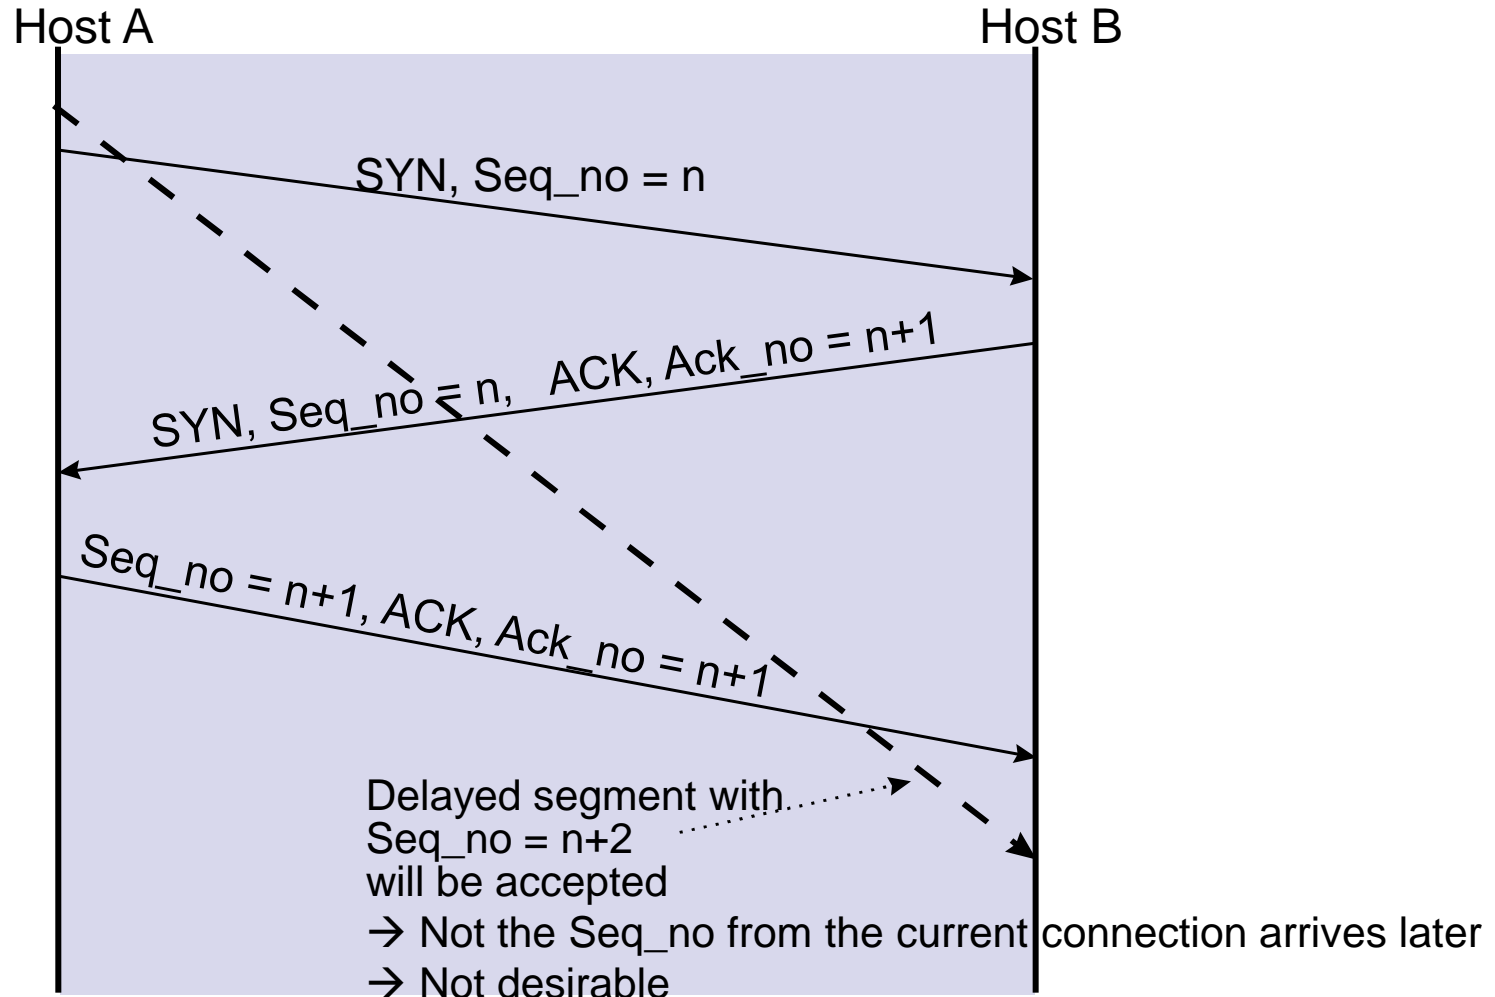 Host A
Host B
SYN, Seq_no = n
SYN, Seq_no = n, ACK, Ack_no = n+1
Seq_no = n+1, ACK, Ack_no = n+1
Delayed segment with
Seq_no = n+2
will be accepted
→ Not the Seq_no from the current connection arrives later
→ Not desirable